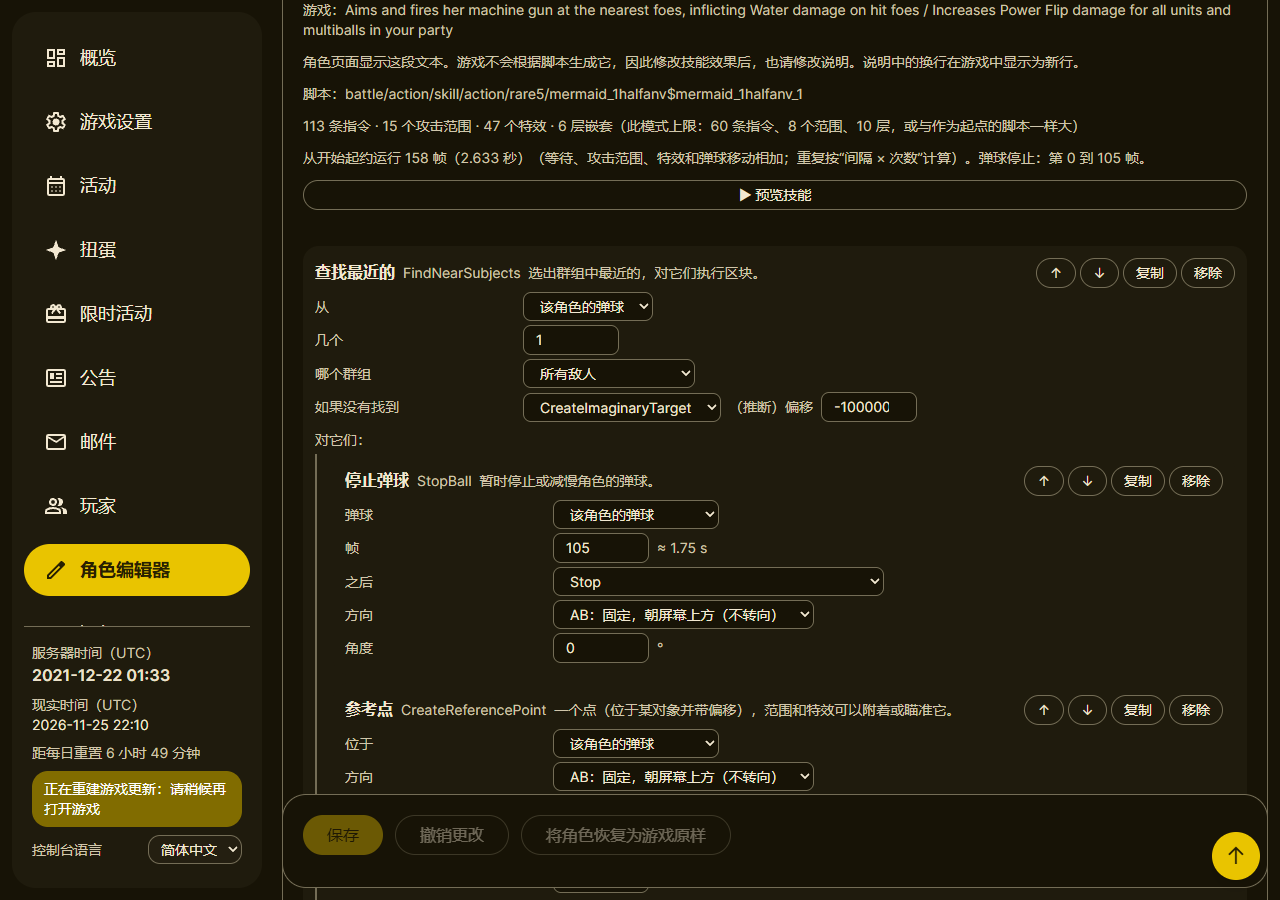 概览
游戏设置
活动
扭蛋
限时活动
公告
邮件
玩家
角色编辑器
服务器时间（UTC）
2021-12-22 01:33
现实时间（UTC）
2026-11-25 22:10
距每日重置 6 小时 49 分钟
正在重建游戏更新：请稍候再
打开游戏
控制台语言 简体中文
游戏：Aims and fires her machine gun at the nearest foes, inflicting Water damage on hit foes / Increases Power Flip damage for all units and
multiballs in your party
角色页面显示这段文本。游戏不会根据脚本生成它，因此修改技能效果后，也请修改说明。说明中的换行在游戏中显示为新行。
脚本：battle/action/skill/action/rare5/mermaid_1halfanv$mermaid_1halfanv_1
113 条指令 · 15 个攻击范围 · 47 个特效 · 6 层嵌套（此模式上限：60 条指令、8 个范围、10 层，或与作为起点的脚本一样大）
从开始起约运行 158 帧（2.633 秒）（等待、攻击范围、特效和弹球移动相加；重复按“间隔 × 次数”计算）。弹球停止：第 0 到 105 帧。
▶ 预览技能
查找最近的 FindNearSubjects 选出群组中最近的，对它们执行区块。 ↑ ↓ 复制 移除
从 该角色的弹球
几个 1
哪个群组 所有敌人
如果没有找到 CreateImaginaryTarget （推断）偏移 -100000
对它们：
停止弹球 StopBall 暂时停止或减慢角色的弹球。 ↑ ↓ 复制 移除
弹球 该角色的弹球
帧 105 ≈ 1.75 s
之后 Stop
方向 AB：固定，朝屏幕上方（不转向）
角度 0 °
参考点 CreateReferencePoint 一个点（位于某对象并带偏移），范围和特效可以附着或瞄准它。 ↑ ↓ 复制 移除
位于 该角色的弹球
方向 AB：固定，朝屏幕上方（不转向）
保存 撤销更改 将角色恢复为游戏原样